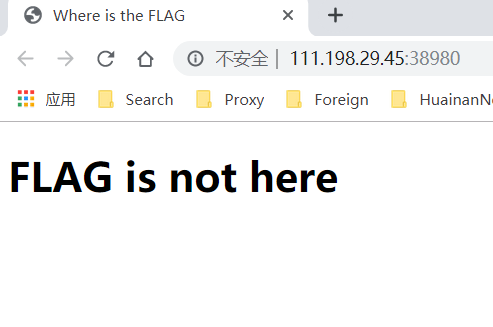 Where is the FLAG
不安全 | 111.198.29.45:38980
应用 Search Proxy Foreign HuainanNe
FLAG is not here